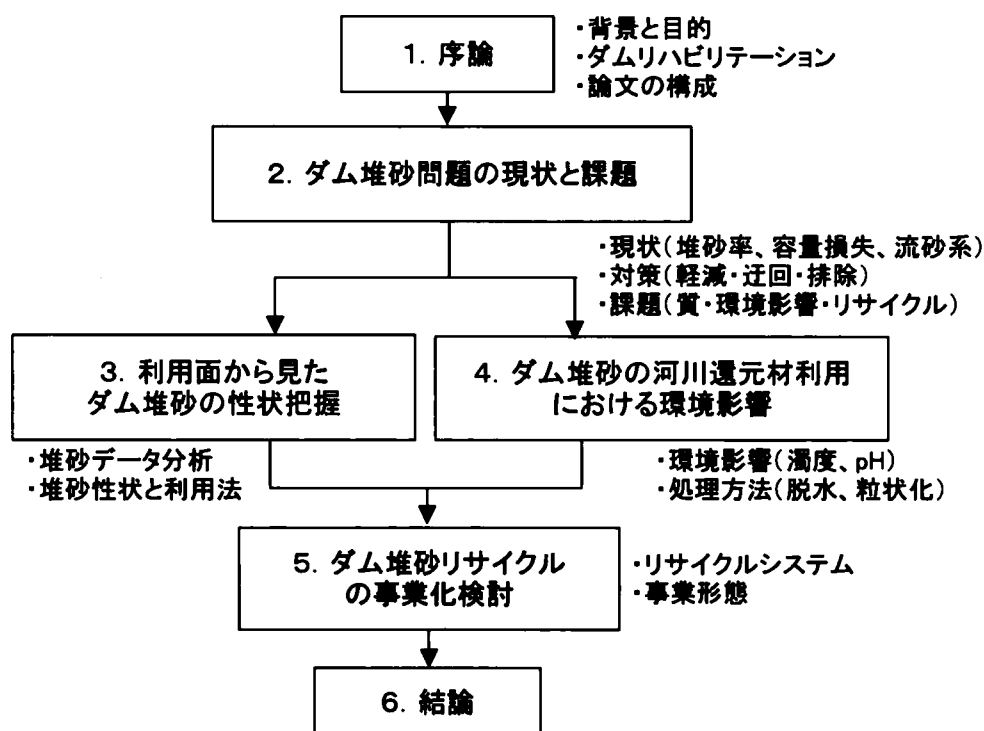 1. 序論
・背景と目的
・ダムリハビリテーション
・論文の構成
2. ダム堆砂問題の現状と課題
・現状(堆砂率、容量損失、流砂系)
・対策(軽減・迂回・排除)
・課題(質・環境影響・リサイクル)
3. 利用面から見た
ダム堆砂の性状把握
・堆砂データ分析
・堆砂性状と利用法
4. ダム堆砂の河川還元材利用
における環境影響
・環境影響(濁度、pH)
・処理方法(脱水、粒状化)
5. ダム堆砂リサイクル
の事業化検討
・リサイクルシステム
・事業形態
6. 結論